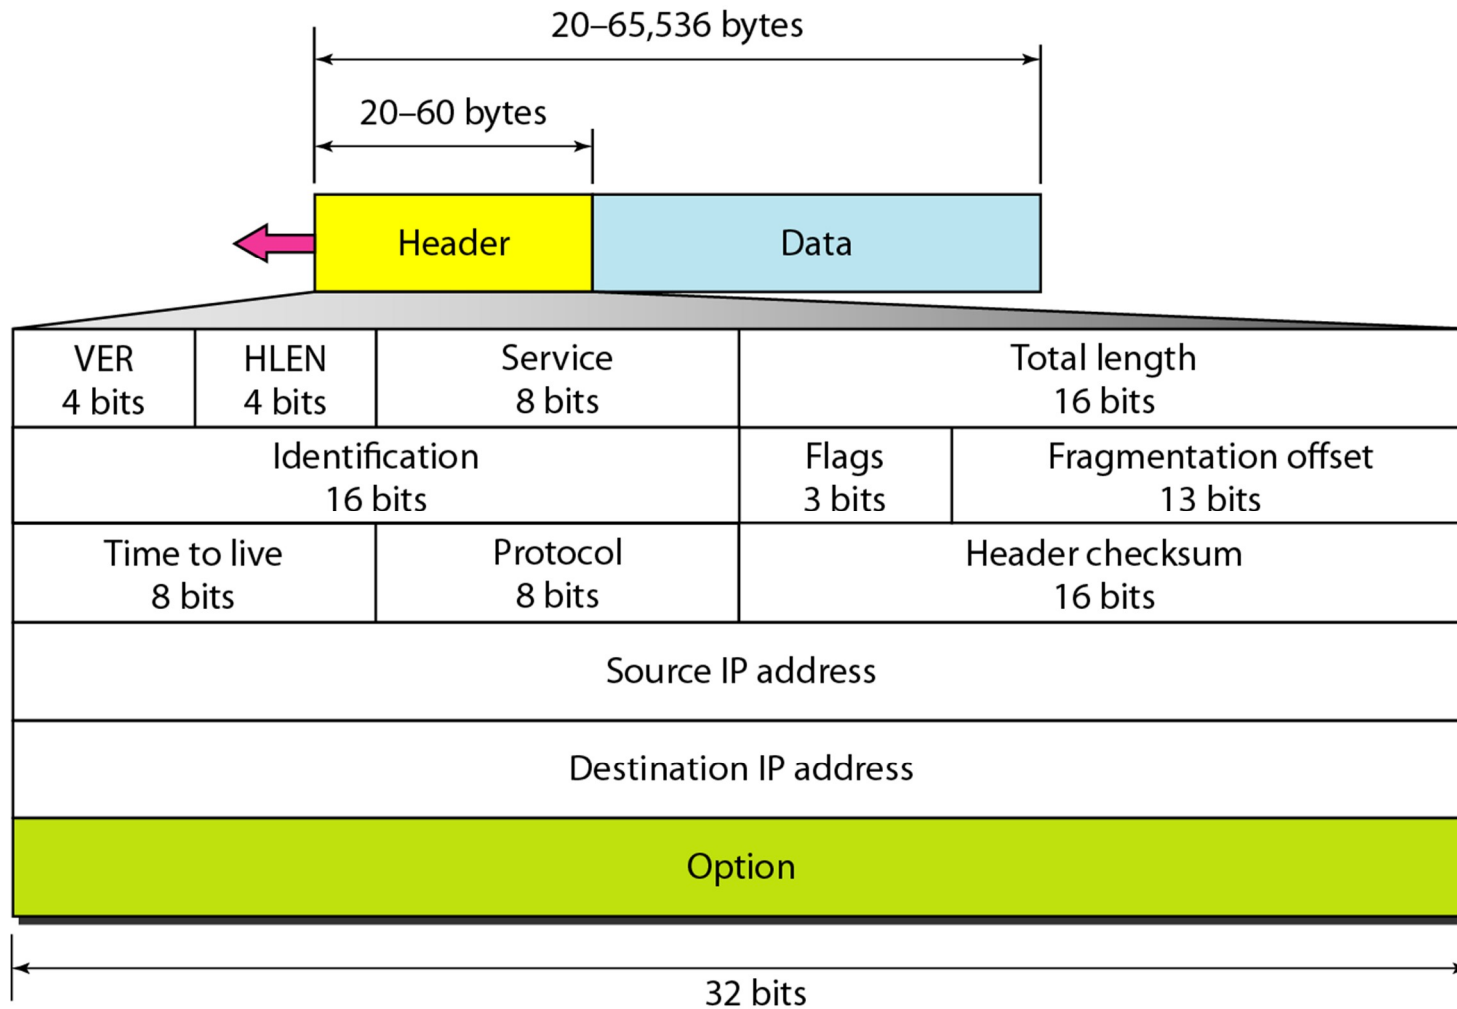 20–65,536 bytes
20–60 bytes
Header
Data
VER
4 bits
HLEN
4 bits
Service
8 bits
Total length
16 bits
Identification
16 bits
Flags
3 bits
Fragmentation offset
13 bits
Time to live
8 bits
Protocol
8 bits
Header checksum
16 bits
Source IP address
Destination IP address
Option
32 bits